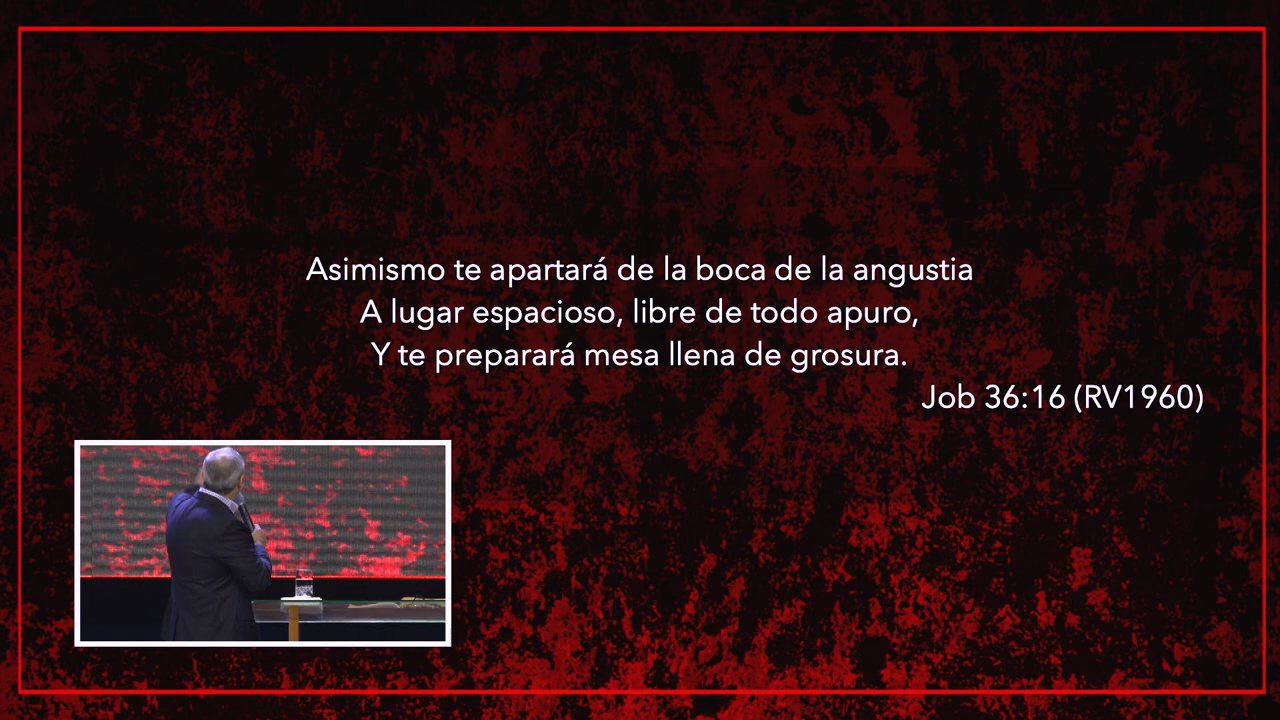 Asimismo te apartará de la boca de la angustia
A lugar espacioso, libre de todo apuro,
Y te preparará mesa llena de grosura.
Job 36:16 (RV1960)